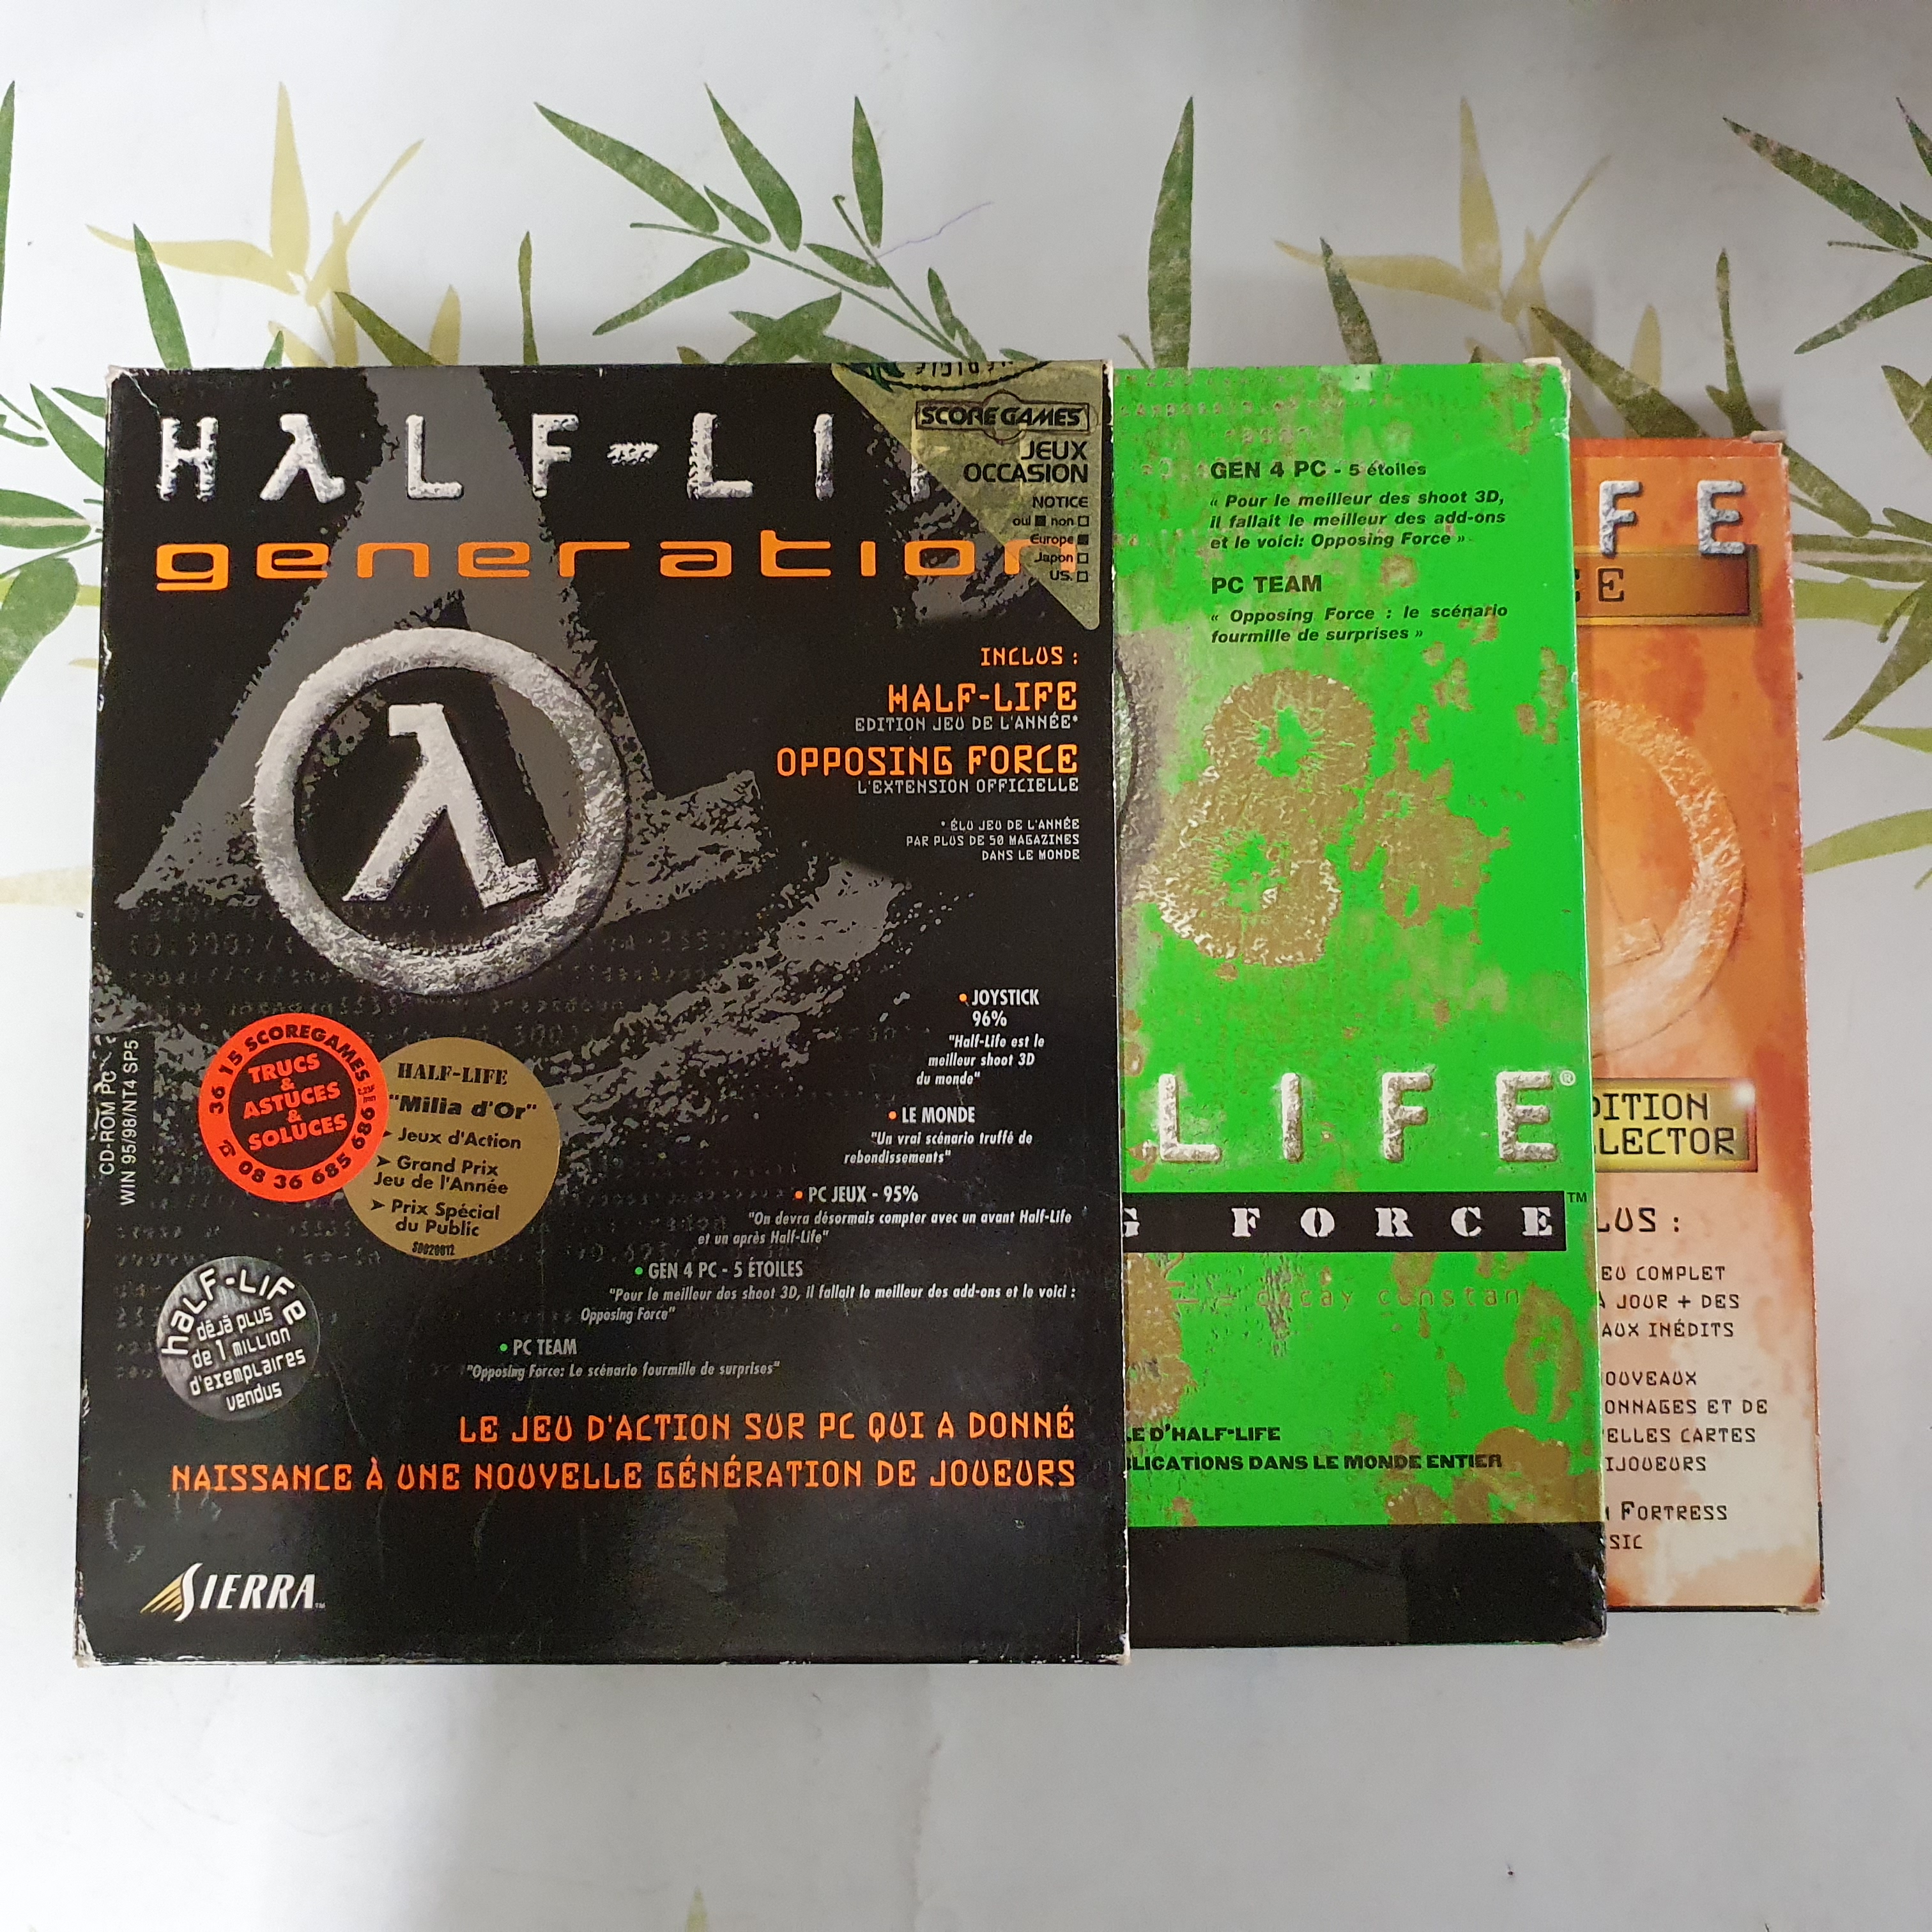 HALF-LI
generation
SCORE GAMES
JEUX
OCCASION
NOTICE
oui non
Europe
Japon
US.
INCLUS :
HALF-LIFE
EDITION JEU DE L'ANNÉE*
OPPOSING FORCE
L'EXTENSION OFFICIELLE
* ÉLU JEU DE L'ANNÉE
PAR PLUS DE 50 MAGAZINES
DANS LE MONDE
• JOYSTICK
96%
"Half-Life est le
meilleur shoot 3D
du monde"
• LE MONDE
"Un vrai scénario truffé de
rebondissements"
• PC JEUX - 95%
"On devra désormais compter avec un avant Half-Life
et un après Half-Life"
• GEN 4 PC - 5 ÉTOILES
"Pour le meilleur des shoot 3D, il fallait le meilleur des add-ons et le voici :
Opposing Force"
• PC TEAM
"Opposing Force: Le scénario fourmille de surprises"
CD-ROM PC
WIN 95/98/NT4 SP5
36 15 SCOREGAMES
TRUCS
&
ASTUCES
&
SOLUCES
08 36 685 686
HALF-LIFE
"Milia d'Or"
➤ Jeux d'Action
➤ Grand Prix
Jeu de l'Année
➤ Prix Spécial
du Public
SD020612
HALF-LIFE
déjà plus
de 1 million
d'exemplaires
vendus
LE JEU D'ACTION SUR PC QUI A DONNÉ
NAISSANCE À UNE NOUVELLE GÉNÉRATION DE JOUEURS
SIERRA™
GEN 4 PC - 5 étoiles
« Pour le meilleur des shoot 3D,
il fallait le meilleur des add-ons
et le voici: Opposing Force »
PC TEAM
« Opposing Force : le scénario
fourmille de surprises »
LIFE®
G FORCE™
decay constan
LE D'HALF-LIFE
BLICATIONS DANS LE MONDE ENTIER
FE
CE
DITION
LLECTOR
LUS :
EU COMPLET
À JOUR + DES
AUX INÉDITS
OUVEAUX
ONNAGES ET DE
ELLES CARTES
IJOUEURS
M FORTRESS
SIC